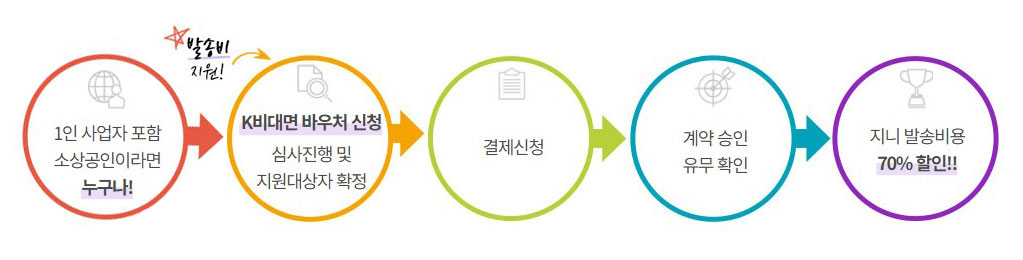 발송비
지원!
1인 사업자 포함
소상공인이라면
누구나!
K비대면 바우처 신청
심사진행 및
지원대상자 확정
결제신청
계약 승인
유무 확인
지니 발송비용
70% 할인!!